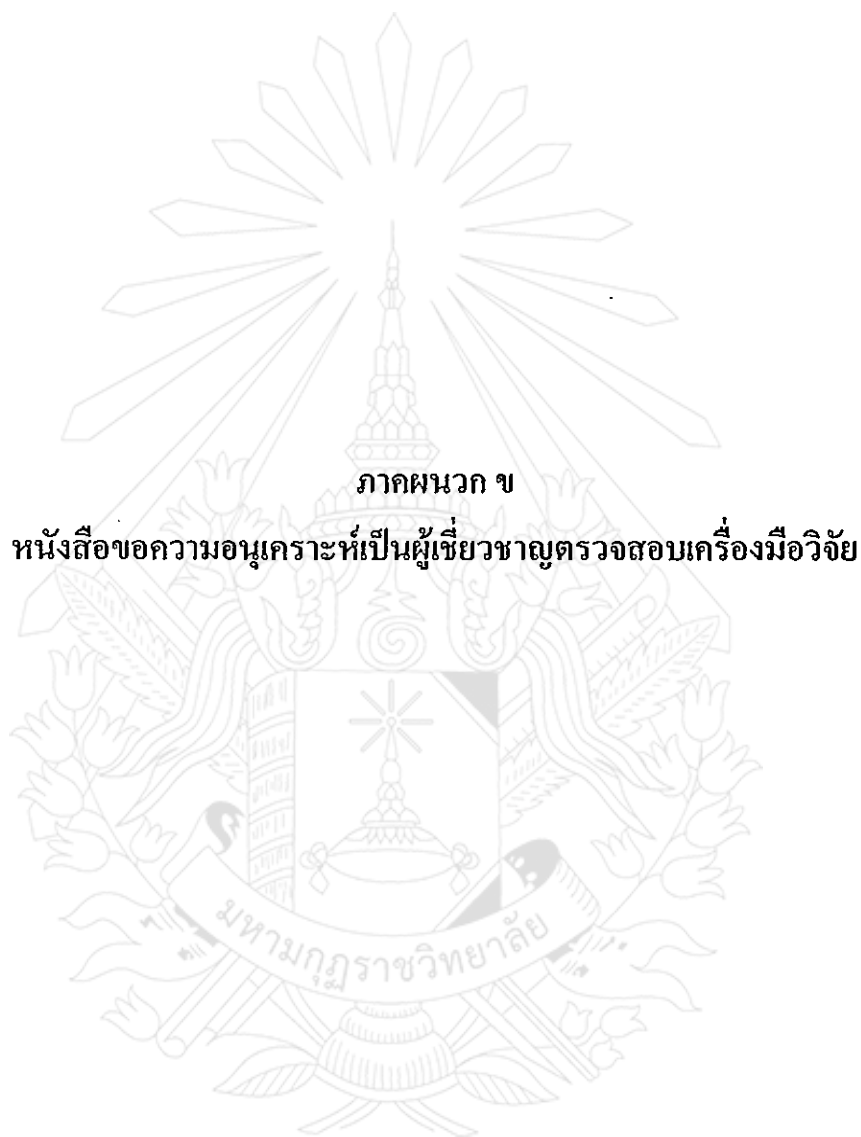 ภาคผนวก ข
หนังสือขอความอนุเคราะห์เป็นผู้เชี่ยวชาญตรวจสอบเครื่องมือวิจัย
มหามกุฏราชวิทยาลัย